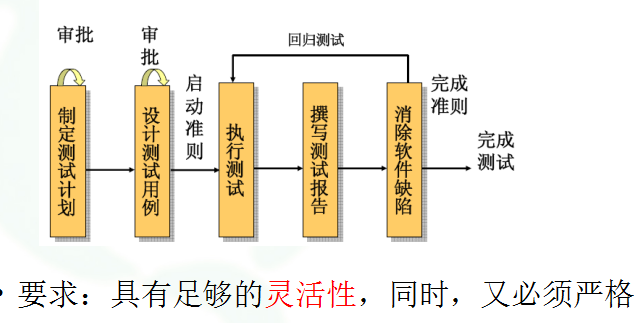 审批
审批
回归测试
制定测试计划
设计测试用例
启动准则
执行测试
撰写测试报告
消除软件缺陷
完成准则
完成测试
• 要求：具有足够的灵活性，同时，又必须严格